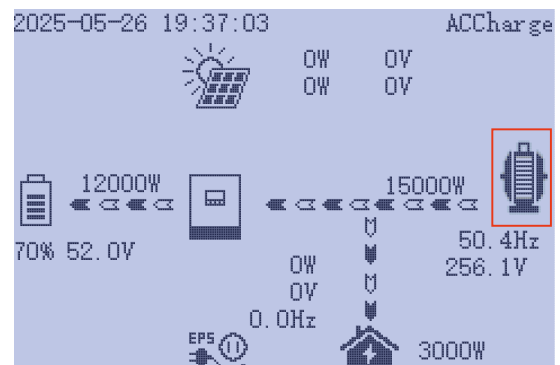 2025-05-26 19:37:03 ACCharge
0W 0V
0W 0V
12000W
15000W
70% 52.0V
50.4Hz
256.1V
0W
0V
0.0Hz
EPS
3000W